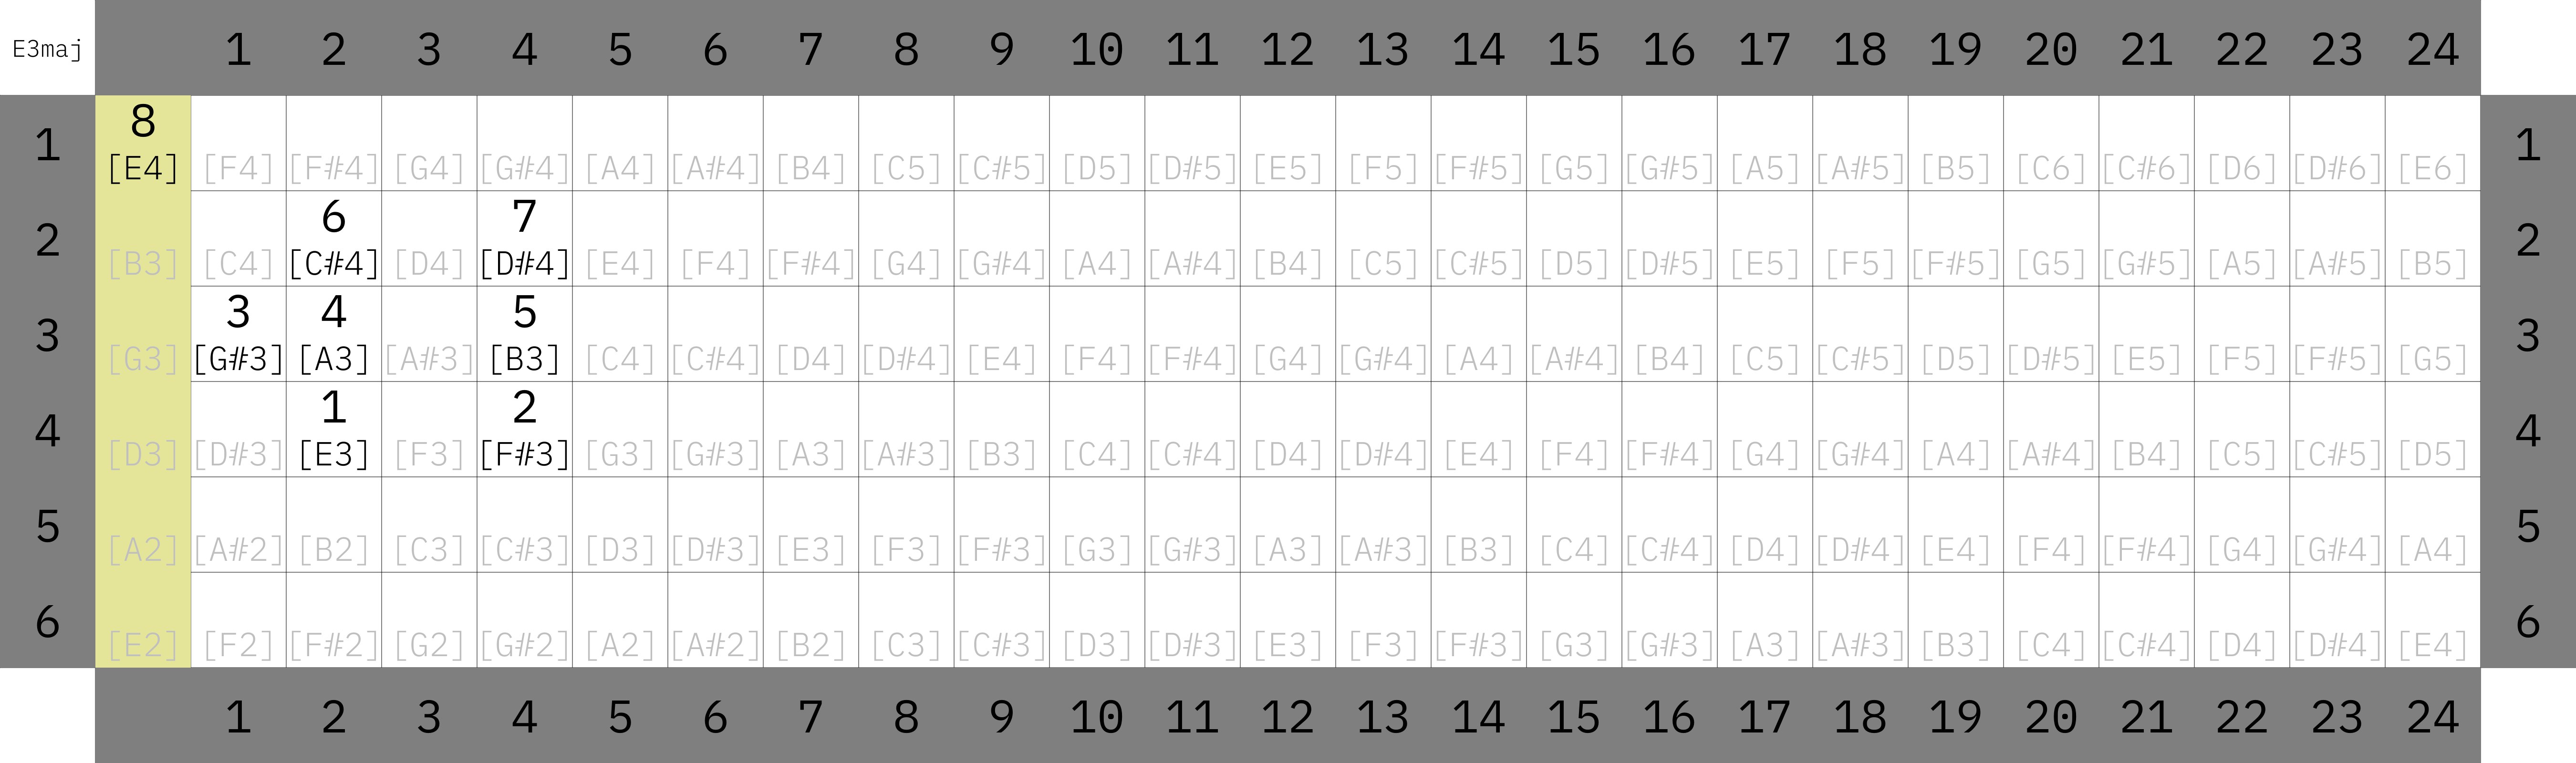 E3maj 1 2 3 4 5 6 7 8 9 10 11 12 13 14 15 16 17 18 19 20 21 22 23 24
8
1 [E4] [F4] [F#4] [G4] [G#4] [A4] [A#4] [B4] [C5] [C#5] [D5] [D#5] [E5] [F5] [F#5] [G5] [G#5] [A5] [A#5] [B5] [C6] [C#6] [D6] [D#6] [E6] 1
6 7
2 [B3] [C4] [C#4] [D4] [D#4] [E4] [F4] [F#4] [G4] [G#4] [A4] [A#4] [B4] [C5] [C#5] [D5] [D#5] [E5] [F5] [F#5] [G5] [G#5] [A5] [A#5] [B5] 2
3 4 5
3 [G3] [G#3] [A3] [A#3] [B3] [C4] [C#4] [D4] [D#4] [E4] [F4] [F#4] [G4] [G#4] [A4] [A#4] [B4] [C5] [C#5] [D5] [D#5] [E5] [F5] [F#5] [G5] 3
1 2
4 [D3] [D#3] [E3] [F3] [F#3] [G3] [G#3] [A3] [A#3] [B3] [C4] [C#4] [D4] [D#4] [E4] [F4] [F#4] [G4] [G#4] [A4] [A#4] [B4] [C5] [C#5] [D5] 4
5 [A2] [A#2] [B2] [C3] [C#3] [D3] [D#3] [E3] [F3] [F#3] [G3] [G#3] [A3] [A#3] [B3] [C4] [C#4] [D4] [D#4] [E4] [F4] [F#4] [G4] [G#4] [A4] 5
6 [E2] [F2] [F#2] [G2] [G#2] [A2] [A#2] [B2] [C3] [C#3] [D3] [D#3] [E3] [F3] [F#3] [G3] [G#3] [A3] [A#3] [B3] [C4] [C#4] [D4] [D#4] [E4] 6
1 2 3 4 5 6 7 8 9 10 11 12 13 14 15 16 17 18 19 20 21 22 23 24